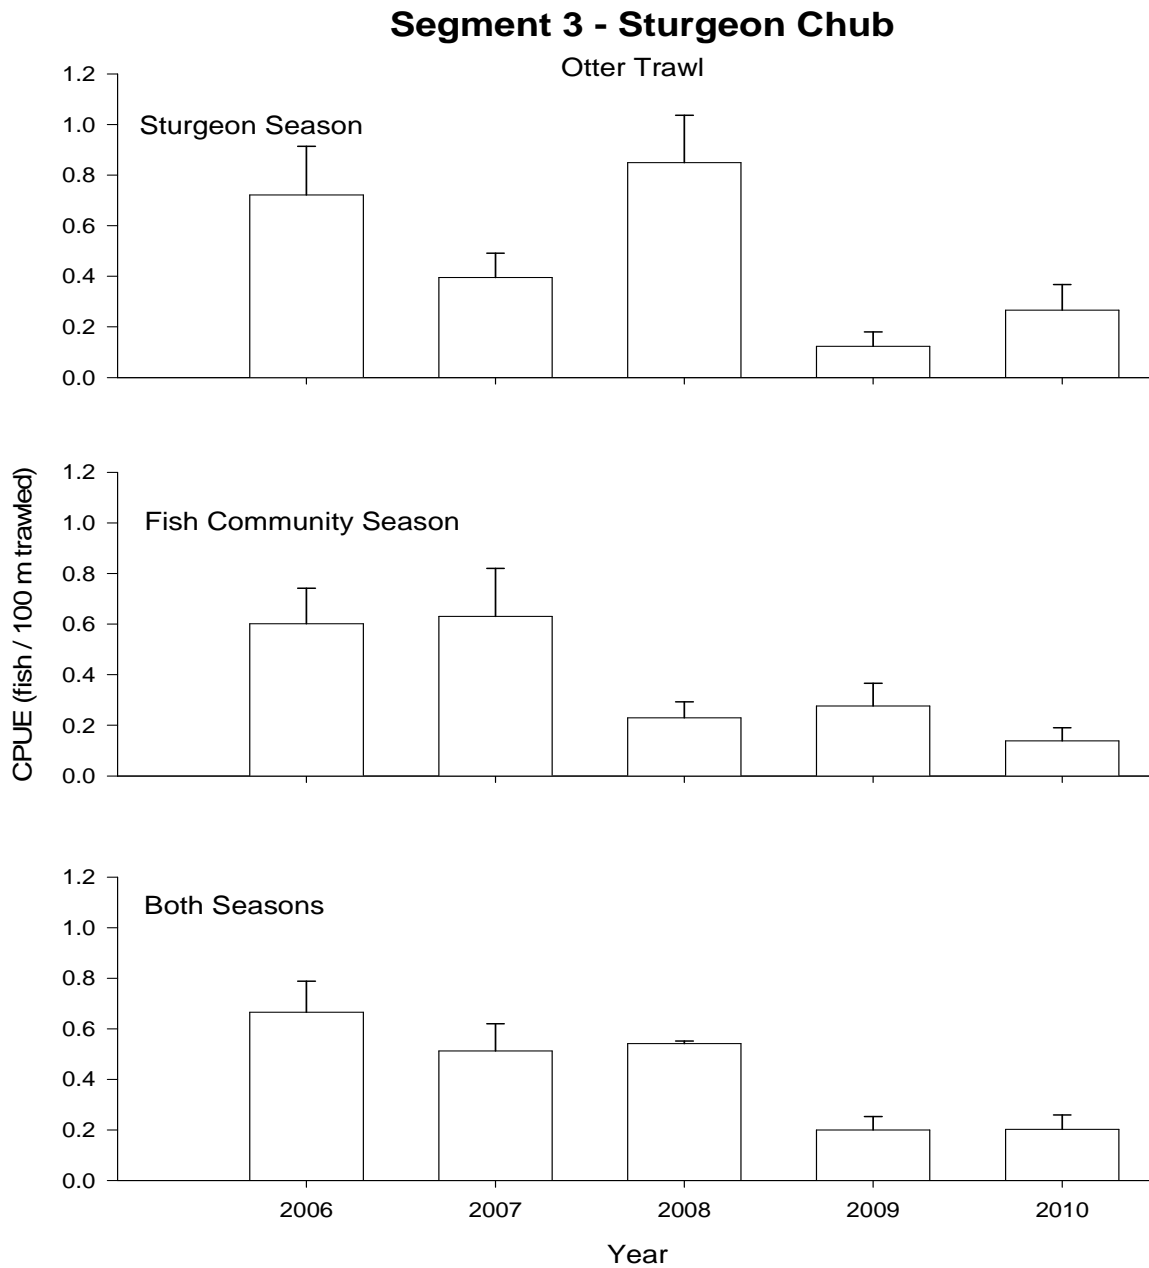 Segment 3 - Sturgeon Chub
Otter Trawl
1.2
1.0
0.8
0.6
0.4
0.2
0.0
Sturgeon Season
CPUE (fish / 100 m trawled)
1.2
1.0
0.8
0.6
0.4
0.2
0.0
Fish Community Season
1.2
1.0
0.8
0.6
0.4
0.2
0.0
Both Seasons
2006 2007 2008 2009 2010
Year